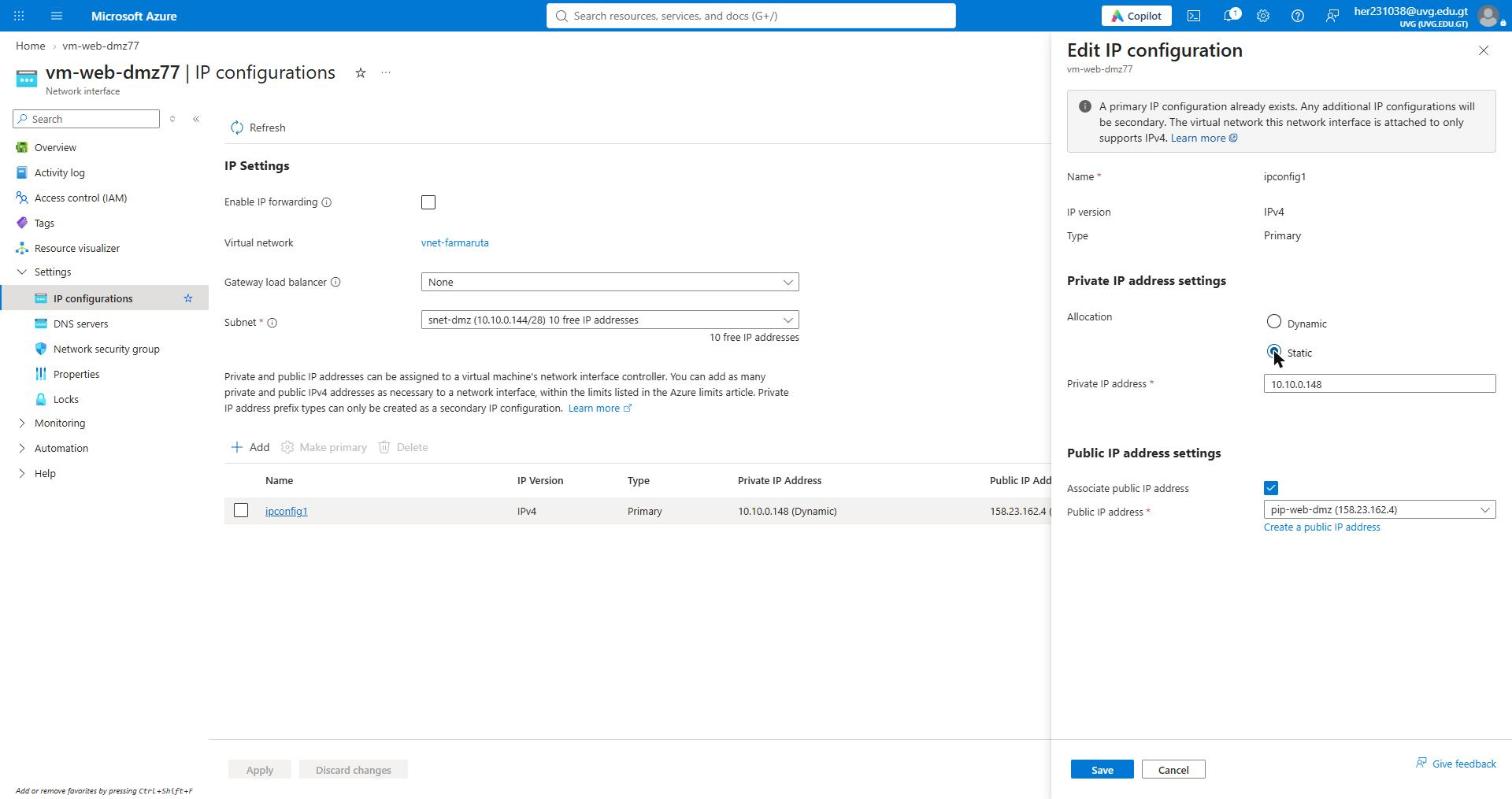 Microsoft Azure
Search resources, services, and docs (G+/)
Copilot
1
her231038@uvg.edu.gt
UVG (UVG.EDU.GT)
Home › vm-web-dmz77
vm-web-dmz77 | IP configurations
Network interface
Search
Overview
Activity log
Access control (IAM)
Tags
Resource visualizer
Settings
IP configurations
DNS servers
Network security group
Properties
Locks
Monitoring
Automation
Help
Add or remove favorites by pressing Ctrl+Shift+F
Refresh
IP Settings
Enable IP forwarding
Virtual network vnet-farmaruta
Gateway load balancer None
Subnet * snet-dmz (10.10.0.144/28) 10 free IP addresses
10 free IP addresses
Private and public IP addresses can be assigned to a virtual machine's network interface controller. You can add as many
private and public IPv4 addresses as necessary to a network interface, within the limits listed in the Azure limits article. Private
IP address prefix types can only be created as a secondary IP configuration. Learn more
Add Make primary Delete
Name IP Version Type Private IP Address Public IP Add
ipconfig1 IPv4 Primary 10.10.0.148 (Dynamic) 158.23.162.4 (
Apply Discard changes
Edit IP configuration
vm-web-dmz77
A primary IP configuration already exists. Any additional IP configurations will
be secondary. The virtual network this network interface is attached to only
supports IPv4. Learn more
Name * ipconfig1
IP version IPv4
Type Primary
Private IP address settings
Allocation Dynamic
Static
Private IP address * 10.10.0.148
Public IP address settings
Associate public IP address
Public IP address * pip-web-dmz (158.23.162.4)
Create a public IP address
Save Cancel Give feedback